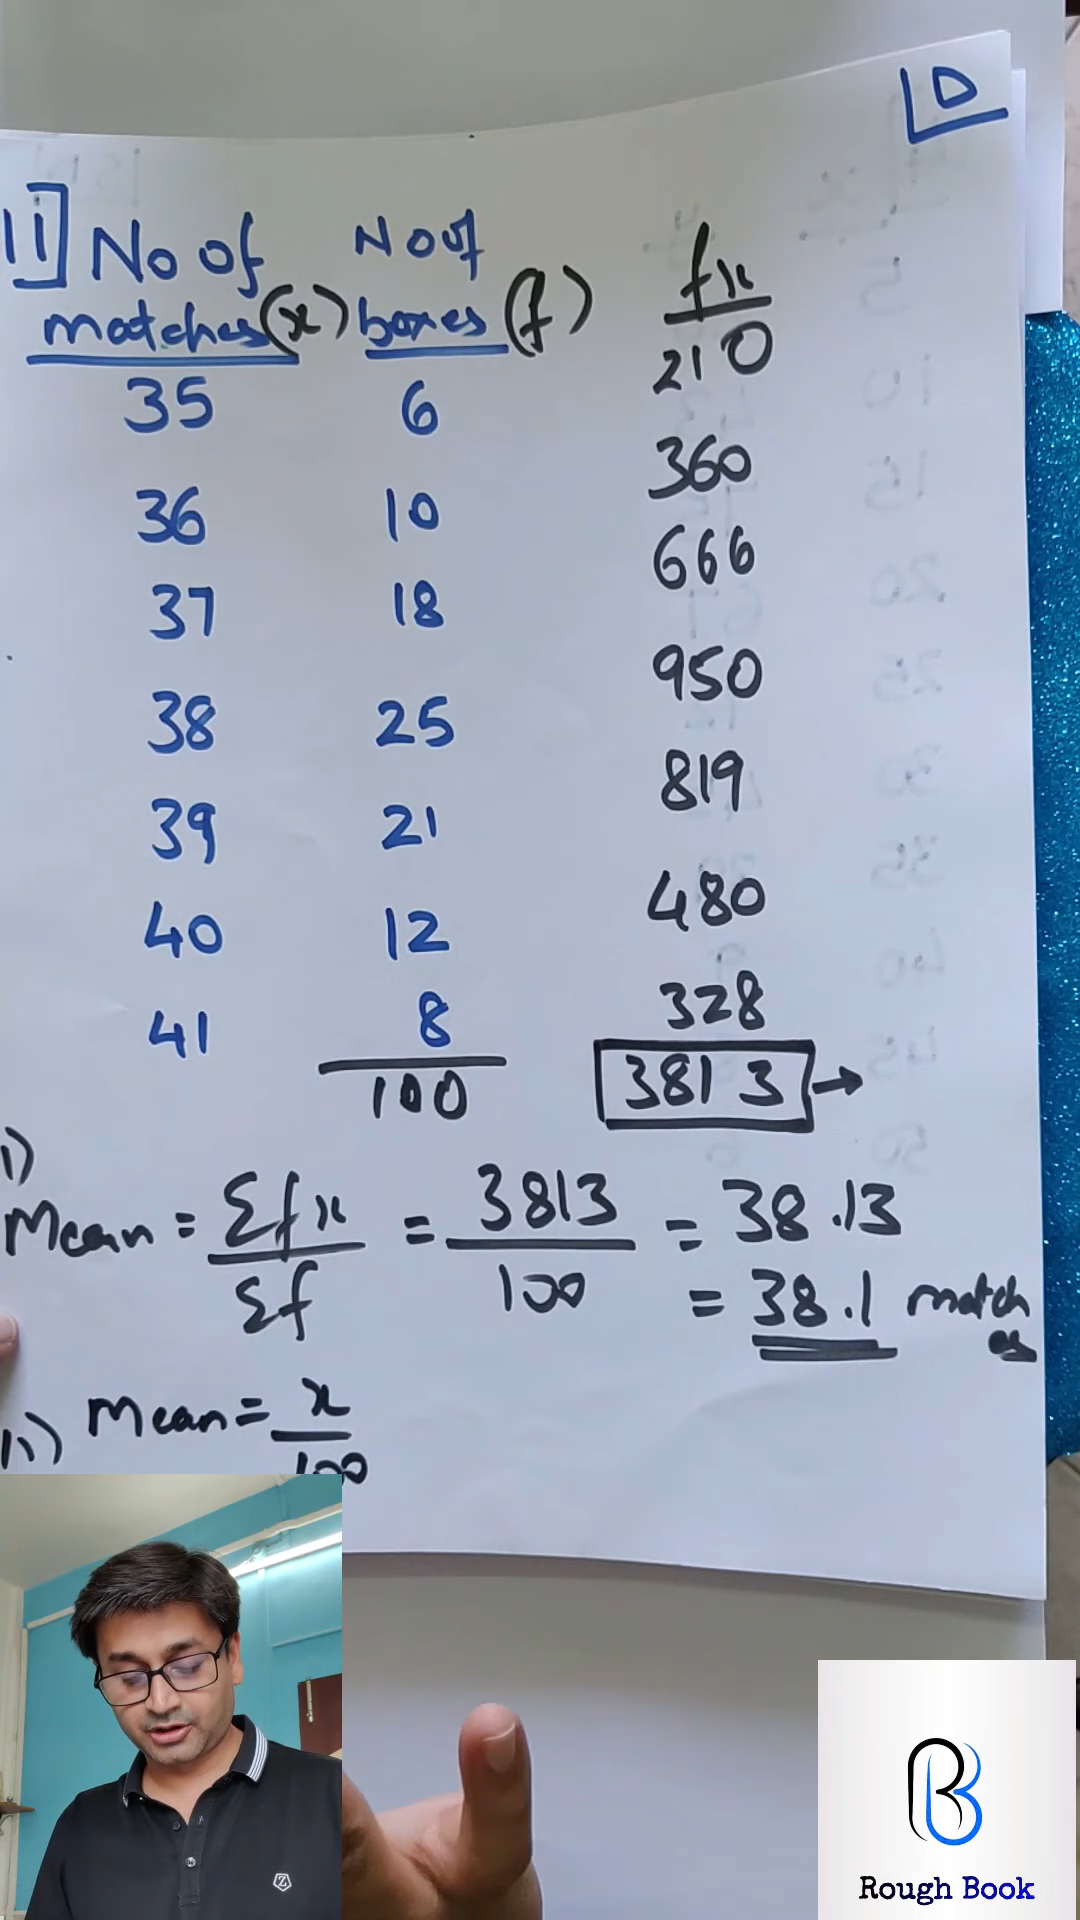 10
11] No of No of fx
matches (x) boxes (f)
35 6 210
36 10 360
37 18 666
38 25 950
39 21 819
40 12 480
41 8 328
100 3813 →
i)
Mean = Σfx/Σf = 3813/100 = 38.13
= 38.1 matches
ii) Mean = x/100
Rough Book